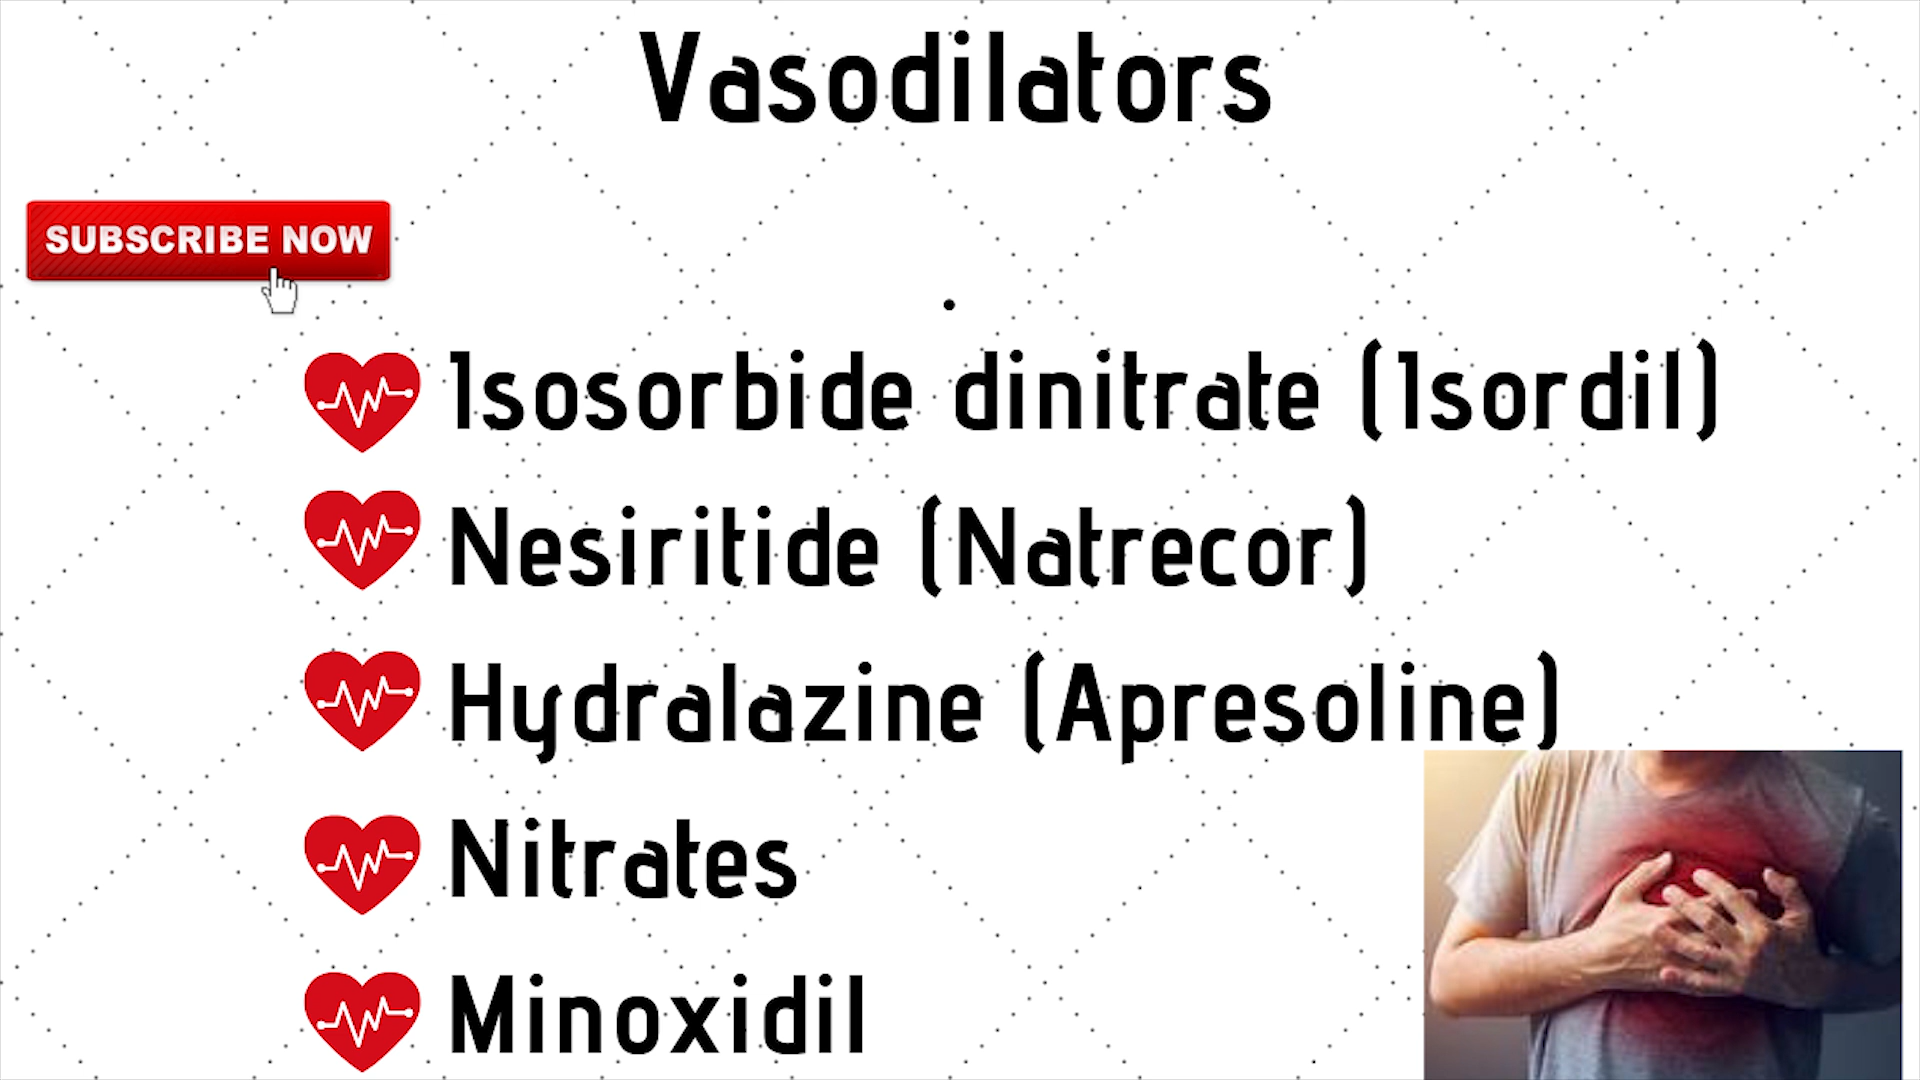 Vasodilators
SUBSCRIBE NOW
Isosorbide dinitrate (Isordil)
Nesiritide (Natrecor)
Hydralazine (Apresoline)
Nitrates
Minoxidil